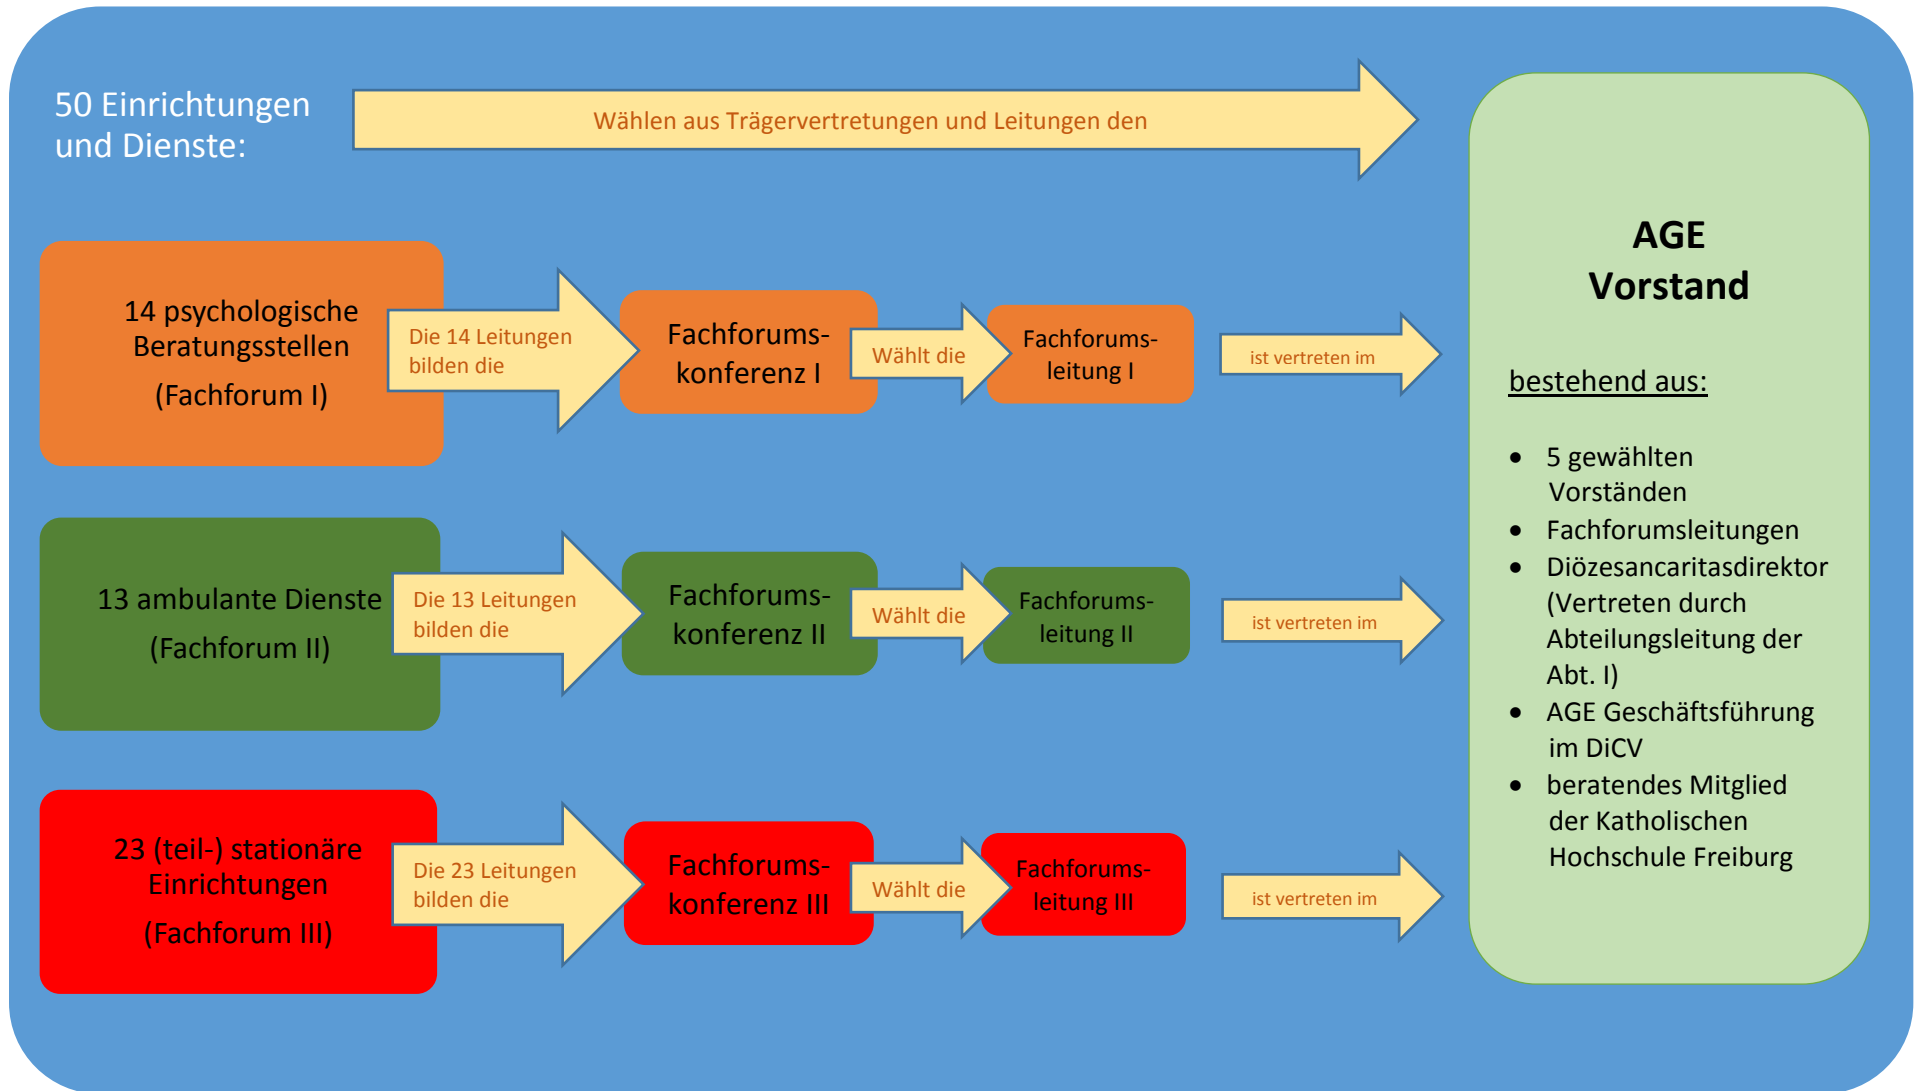 50 Einrichtungen
und Dienste:
Wählen aus Trägervertretungen und Leitungen den
14 psychologische
Beratungsstellen
(Fachforum I)
Die 14 Leitungen
bilden die
Fachforums-
konferenz I
Wählt die
Fachforums-
leitung I
ist vertreten im
13 ambulante Dienste
(Fachforum II)
Die 13 Leitungen
bilden die
Fachforums-
konferenz II
Wählt die
Fachforums-
leitung II
ist vertreten im
23 (teil-) stationäre
Einrichtungen
(Fachforum III)
Die 23 Leitungen
bilden die
Fachforums-
konferenz III
Wählt die
Fachforums-
leitung III
ist vertreten im
AGE
Vorstand
bestehend aus:
• 5 gewählten
Vorständen
• Fachforumsleitungen
• Diözesancaritasdirektor
(Vertreten durch
Abteilungsleitung der
Abt. I)
• AGE Geschäftsführung
im DiCV
• beratendes Mitglied
der Katholischen
Hochschule Freiburg